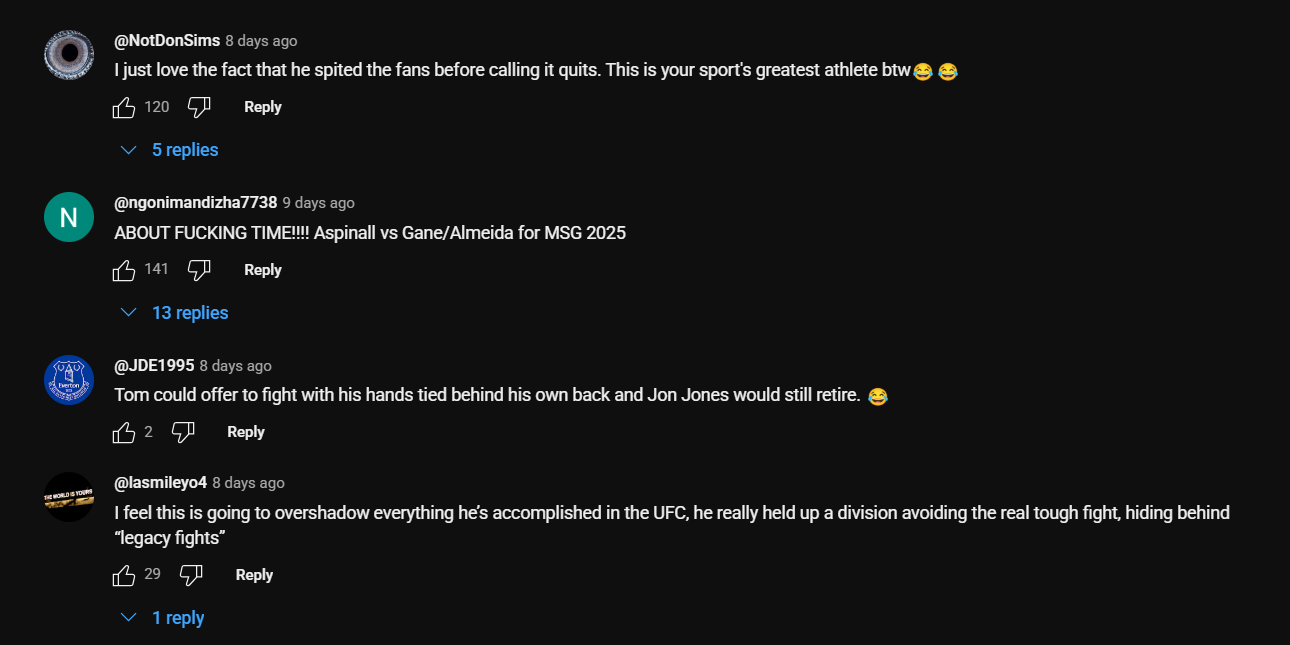 @NotDonSims 8 days ago
I just love the fact that he spited the fans before calling it quits. This is your sport's greatest athlete btw😂😂
120 Reply
5 replies
N
@ngonimandizha7738 9 days ago
ABOUT FUCKING TIME!!!! Aspinall vs Gane/Almeida for MSG 2025
141 Reply
13 replies
Everton
@JDE1995 8 days ago
Tom could offer to fight with his hands tied behind his own back and Jon Jones would still retire. 😂
2 Reply
THE WORLD IS YOURS
@lasmileyo4 8 days ago
I feel this is going to overshadow everything he’s accomplished in the UFC, he really held up a division avoiding the real tough fight, hiding behind
“legacy fights”
29 Reply
1 reply